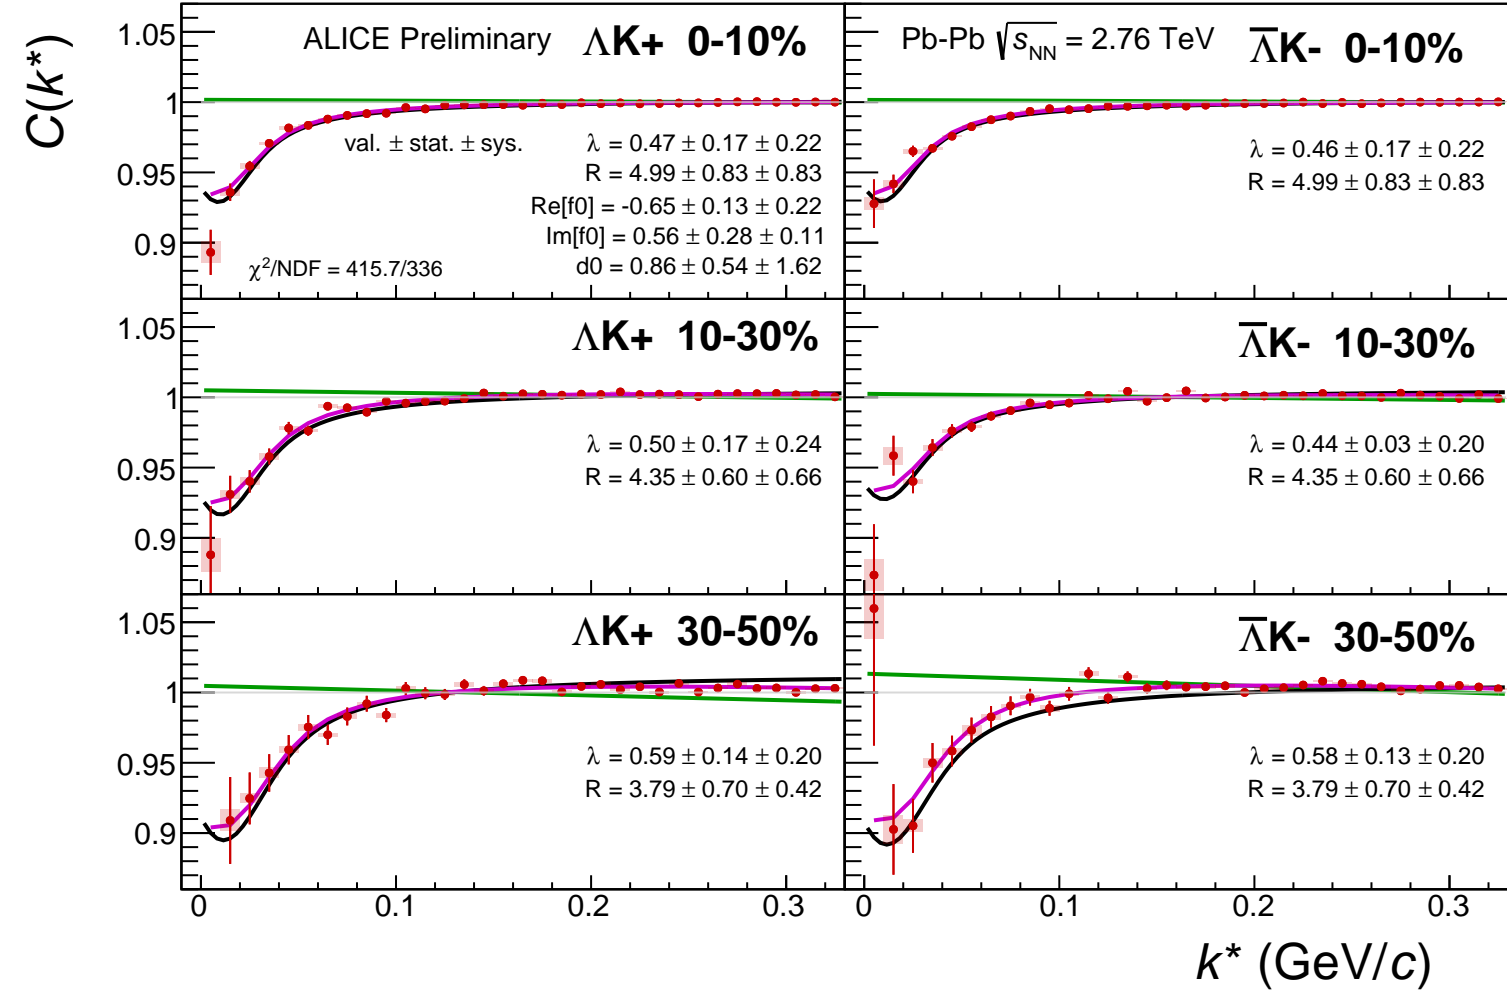 C(k*)
ALICE Preliminary ΛK+ 0-10%
1.05
1
0.95
0.9
val. ± stat. ± sys.
λ = 0.47 ± 0.17 ± 0.22
R = 4.99 ± 0.83 ± 0.83
Re[f0] = -0.65 ± 0.13 ± 0.22
Im[f0] = 0.56 ± 0.28 ± 0.11
d0 = 0.86 ± 0.54 ± 1.62
χ²/NDF = 415.7/336
Pb-Pb √sNN = 2.76 TeV Λ̅K- 0-10%
λ = 0.46 ± 0.17 ± 0.22
R = 4.99 ± 0.83 ± 0.83
ΛK+ 10-30%
1.05
1
0.95
0.9
λ = 0.50 ± 0.17 ± 0.24
R = 4.35 ± 0.60 ± 0.66
Λ̅K- 10-30%
λ = 0.44 ± 0.03 ± 0.20
R = 4.35 ± 0.60 ± 0.66
ΛK+ 30-50%
1.05
1
0.95
0.9
λ = 0.59 ± 0.14 ± 0.20
R = 3.79 ± 0.70 ± 0.42
Λ̅K- 30-50%
λ = 0.58 ± 0.13 ± 0.20
R = 3.79 ± 0.70 ± 0.42
0 0.1 0.2 0.3 0 0.1 0.2 0.3
k* (GeV/c)